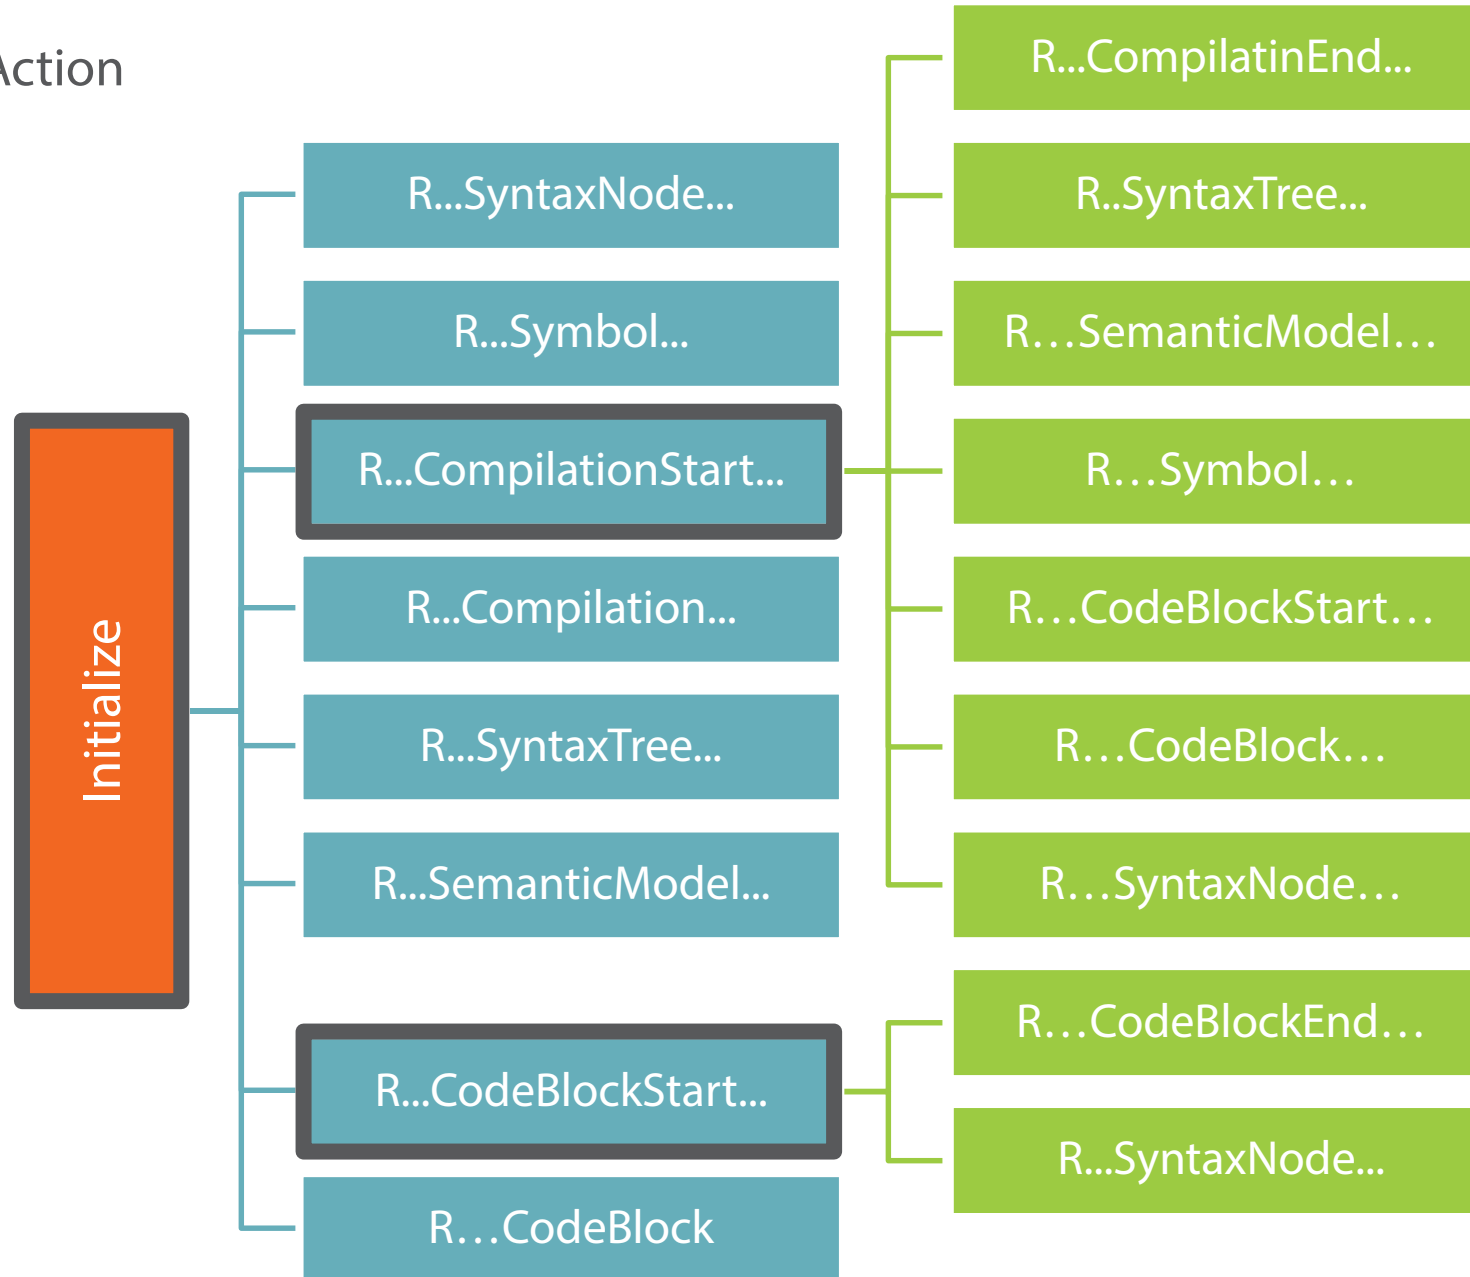 Action
Initialize
R...SyntaxNode...
R...Symbol...
R...CompilationStart...
R...Compilation...
R...SyntaxTree...
R...SemanticModel...
R...CodeBlockStart...
R…CodeBlock
R...CompilatinEnd...
R..SyntaxTree...
R…SemanticModel…
R…Symbol…
R…CodeBlockStart…
R…CodeBlock…
R…SyntaxNode…
R…CodeBlockEnd…
R...SyntaxNode...